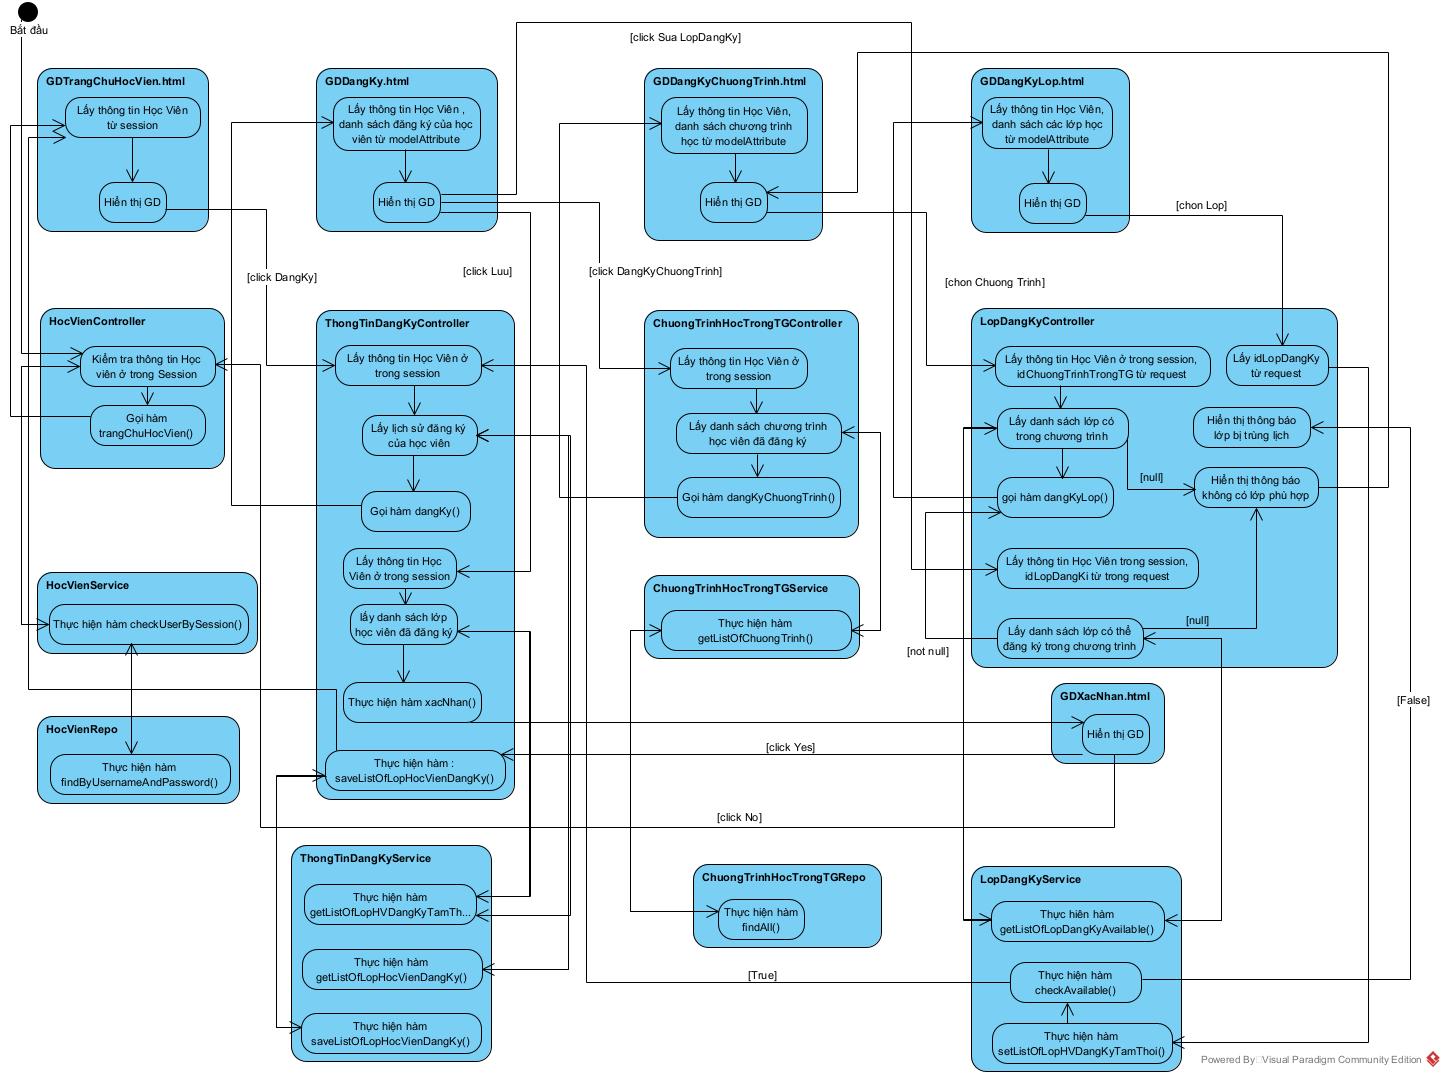 Bắt đầu
[click Sua LopDangKy]
GDTrangChuHocVien.html
Lấy thông tin Học Viên
từ session
Hiển thị GD
GDDangKy.html
Lấy thông tin Học Viên ,
danh sách đăng ký của học
viên từ modelAttribute
Hiển thị GD
GDDangKyChuongTrinh.html
Lấy thông tin Học Viên,
danh sách chương trình
học từ modelAttribute
Hiển thị GD
GDDangKyLop.html
Lấy thông tin Học Viên,
danh sách các lớp học
từ modelAttribute
Hiển thị GD
[chon Lop]
[click DangKy]
[click Luu]
[click DangKyChuongTrinh]
[chon Chuong Trinh]
HocVienController
Kiểm tra thông tin Học
viên ở trong Session
Gọi hàm
trangChuHocVien()
ThongTinDangKyController
Lấy thông tin Học Viên ở
trong session
Lấy lịch sử đăng ký
của học viên
Gọi hàm dangKy()
Lấy thông tin Học
Viên ở trong session
lấy danh sách lớp
học viên đã đăng ký
Thực hiện hàm xacNhan()
Thực hiện hàm :
saveListOfLopHocVienDangKy()
ChuongTrinhHocTrongTGController
Lấy thông tin Học Viên ở
trong session
Lấy danh sách chương trình
học viên đã đăng ký
Gọi hàm dangKyChuongTrinh()
LopDangKyController
Lấy thông tin Học Viên ở trong session,
idChuongTrinhTrongTG từ request
Lấy idLopDangKy
từ request
Lấy danh sách lớp có
trong chương trình
Hiển thị thông báo
lớp bị trùng lịch
[null]
Hiển thị thông báo
không có lớp phù hợp
gọi hàm dangKyLop()
Lấy thông tin Học Viên trong session,
idLopDangKi từ trong request
Lấy danh sách lớp có thể
đăng ký trong chương trình
[null]
[not null]
HocVienService
Thực hiện hàm checkUserBySession()
ChuongTrinhHocTrongTGService
Thực hiện hàm
getListOfChuongTrinh()
HocVienRepo
Thực hiện hàm
findByUsernameAndPassword()
GDXacNhan.html
Hiển thị GD
[False]
[click Yes]
[click No]
ThongTinDangKyService
Thực hiện hàm
getListOfLopHVDangKyTamTh...
Thực hiện hàm
getListOfLopHocVienDangKy()
Thực hiện hàm
saveListOfLopHocVienDangKy()
ChuongTrinhHocTrongTGRepo
Thực hiện hàm
findAll()
[True]
LopDangKyService
Thực hiên hàm
getListOfLopDangKyAvailable()
Thực hiện hàm
checkAvailable()
Thực hiện hàm
setListOfLopHVDangKyTamThoi()
Powered By Visual Paradigm Community Edition